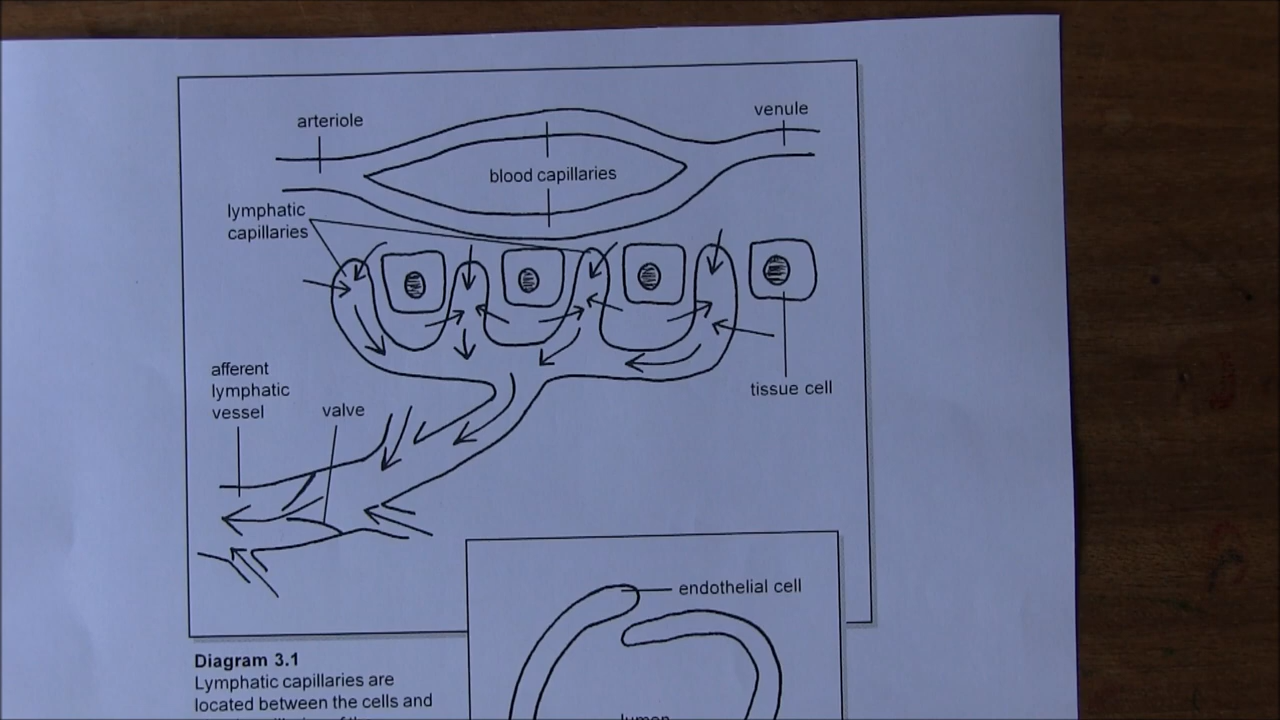 arteriole
venule
blood capillaries
lymphatic
capillaries
afferent
lymphatic
vessel
valve
tissue cell
endothelial cell
Diagram 3.1
Lymphatic capillaries are
located between the cells and
lumen